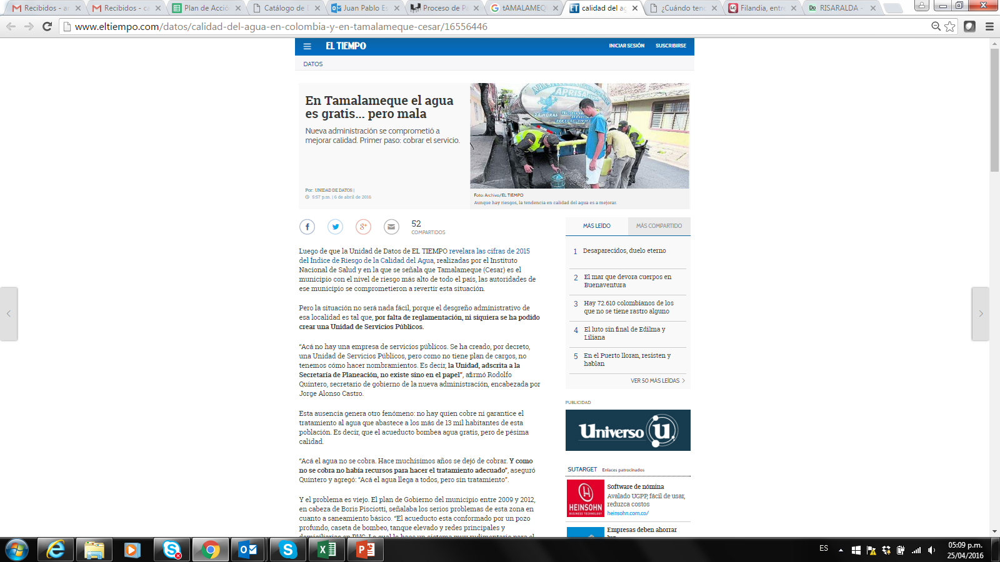 Recibidos - a
Recibidos - ca
Plan de Acció
Catálogo de D
Juan Pablo Es
Proceso de Pa
tAMALAMEQ
calidad del ag
¿Cuándo tend
Filandia, entre
RISARALDA -
www.eltiempo.com/datos/calidad-del-agua-en-colombia-y-en-tamalameque-cesar/16556446
EL TIEMPO
INICIAR SESIÓN
SUSCRIBIRSE
DATOS
En Tamalameque el agua
es gratis... pero mala
Nueva administración se comprometió a
mejorar calidad. Primer paso: cobrar el servicio.
Por: UNIDAD DE DATOS |
5:57 p.m. | 6 de abril de 2016
APRISA
24 HORAS
Foto: Archivo/EL TIEMPO
Aunque hay riesgos, la tendencia en calidad del agua es a mejorar.
52
COMPARTIDOS
Luego de que la Unidad de Datos de EL TIEMPO revelara las cifras de 2015
del Índice de Riesgo de la Calidad del Agua, realizadas por el Instituto
Nacional de Salud y en la que se señala que Tamalameque (Cesar) es el
municipio con el nivel de riesgo más alto de todo el país, las autoridades de
ese municipio se comprometieron a revertir esta situación.
Pero la situación no será nada fácil, porque el desgreño administrativo de
esa localidad es tal que, por falta de reglamentación, ni siquiera se ha podido
crear una Unidad de Servicios Públicos.
“Acá no hay una empresa de servicios públicos. Se ha creado, por decreto,
una Unidad de Servicios Públicos, pero como no tiene plan de cargos, no
tenemos cómo hacer nombramientos. Es decir, la Unidad, adscrita a la
Secretaría de Planeación, no existe sino en el papel”, afirmó Rodolfo
Quintero, secretario de gobierno de la nueva administración, encabezada por
Jorge Alonso Castro.
Esta ausencia genera otro fenómeno: no hay quien cobre ni garantice el
tratamiento al agua que abastece a los más de 13 mil habitantes de esta
población. Es decir, que el acueducto bombea agua gratis, pero de pésima
calidad.
“Acá el agua no se cobra. Hace muchísimos años se dejó de cobrar. Y como
no se cobra no había recursos para hacer el tratamiento adecuado”, aseguró
Quintero y agregó: “Acá el agua llega a todos, pero sin tratamiento”.
Y el problema es viejo. El plan de Gobierno del municipio entre 2009 y 2012,
en cabeza de Boris Pisciotti, señalaba los serios problemas de esta zona en
cuanto a saneamiento básico. “El acueducto esta conformado por un pozo
profundo, caseta de bombeo, tanque elevado y redes principales y
domiciliarias en PVC. Lo cual lo hace un sistema muy rudimentario para el
MÁS LEÍDO
MÁS COMPARTIDO
1 Desaparecidos, duelo eterno
2 El mar que devora cuerpos en
Buenaventura
3 Hay 72.610 colombianos de los
que no se tiene rastro alguno
4 El luto sin final de Edilma y
Liliana
5 En el Puerto lloran, resisten y
hablan
VER 50 MÁS LEÍDAS
PUBLICIDAD
Universo U
SUTARGET Enlaces patrocinados
HEINSOHN
BUSINESS TECHNOLOGY
Software de nómina
Avalado UGPP, fácil de usar,
reduzca costos
heinsohn.com.co/
Empresas deben ahorrar
luz
ES
05:09 p.m.
25/04/2016